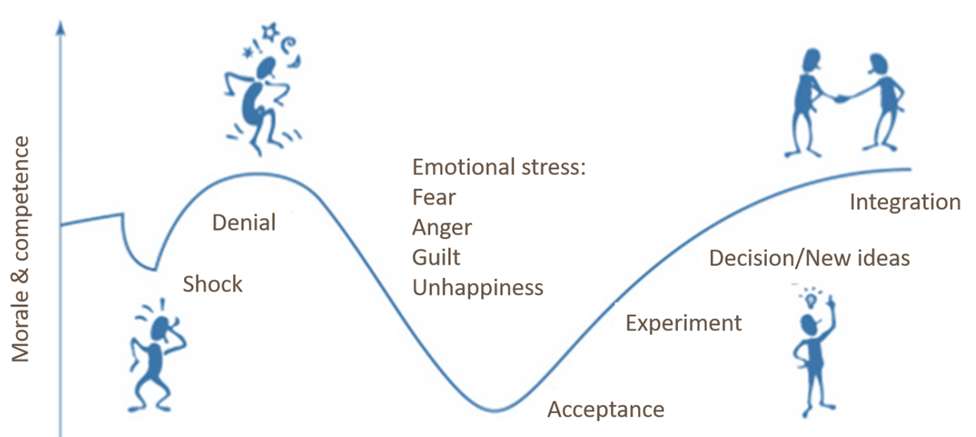 Morale & competence
Shock
Denial
Emotional stress:
Fear
Anger
Guilt
Unhappiness
Acceptance
Experiment
Decision/New ideas
Integration